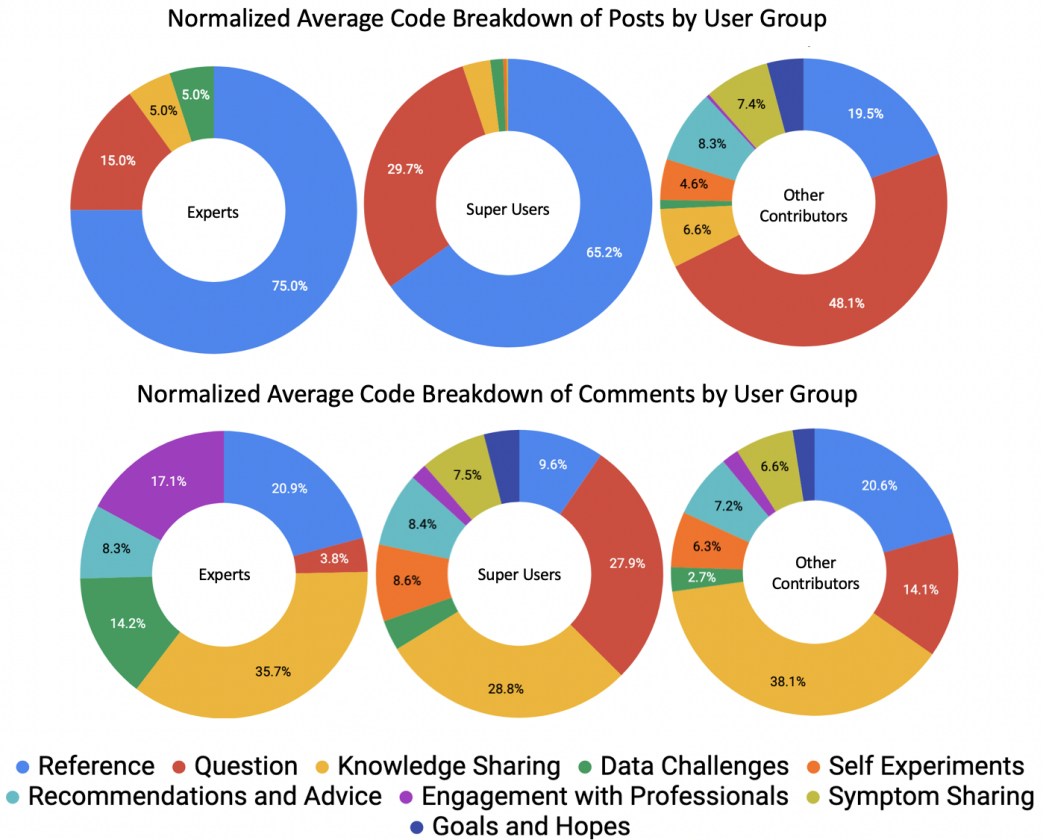 Normalized Average Code Breakdown of Posts by User Group
5.0%
5.0%
15.0%
Experts
75.0%
29.7%
Super Users
65.2%
7.4%
19.5%
8.3%
4.6%
Other
Contributors
6.6%
48.1%
Normalized Average Code Breakdown of Comments by User Group
17.1%
20.9%
8.3%
3.8%
Experts
14.2%
35.7%
7.5%
9.6%
8.4%
27.9%
8.6%
Super Users
28.8%
6.6%
20.6%
7.2%
6.3%
Other
Contributors
2.7%
14.1%
38.1%
Reference Question Knowledge Sharing Data Challenges Self Experiments
Recommendations and Advice Engagement with Professionals Symptom Sharing
Goals and Hopes